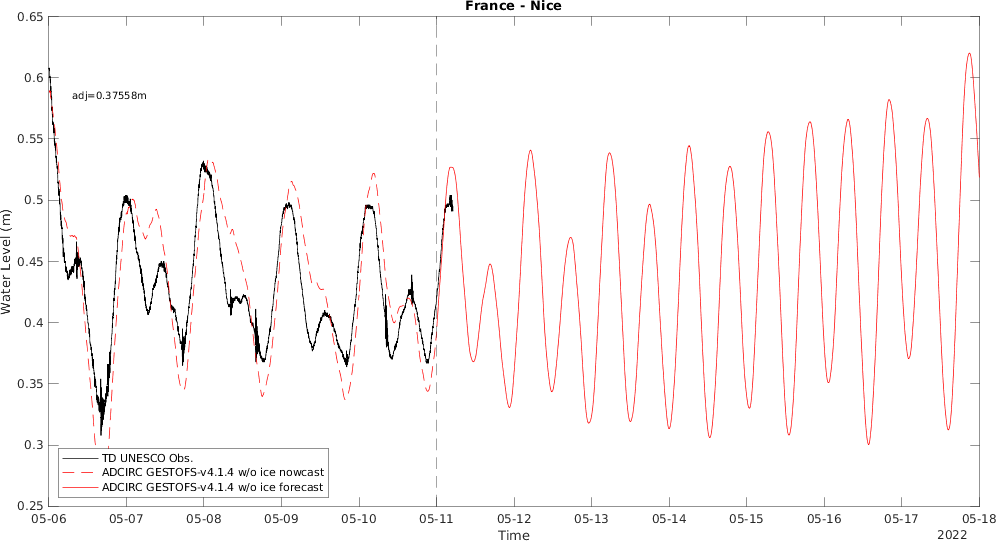 France - Nice
0.65
0.6
0.55
0.5
0.45
0.4
0.35
0.3
0.25
Water Level (m)
adj=0.37558m
TD UNESCO Obs.
ADCIRC GESTOFS-v4.1.4 w/o ice nowcast
ADCIRC GESTOFS-v4.1.4 w/o ice forecast
05-06 05-07 05-08 05-09 05-10 05-11 05-12 05-13 05-14 05-15 05-16 05-17 05-18
Time
2022